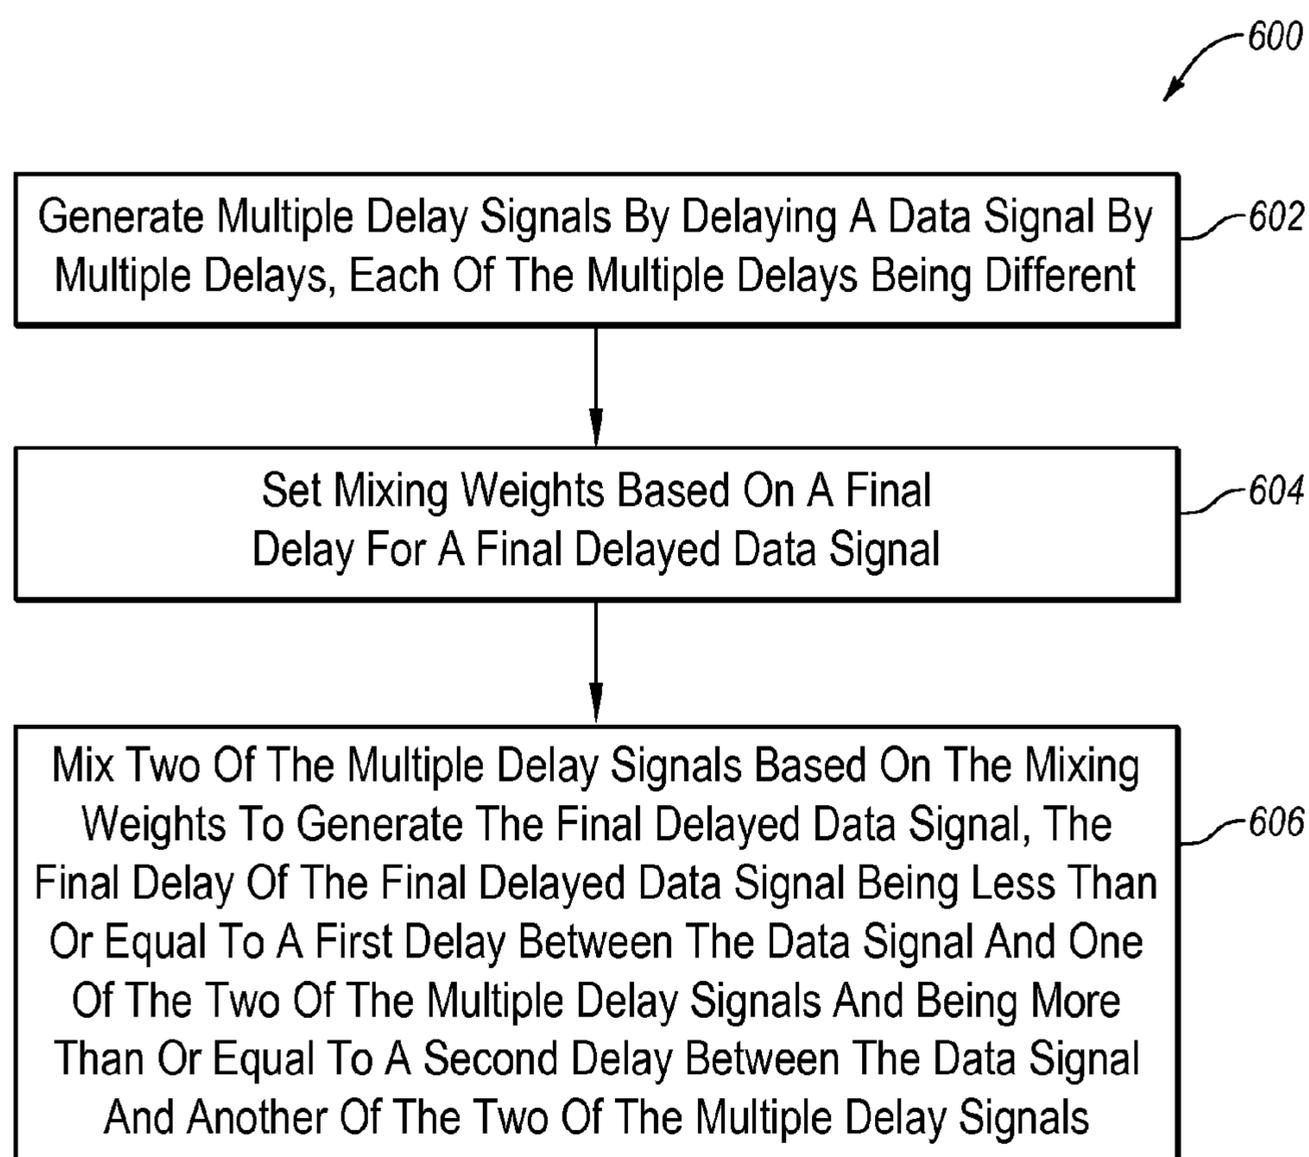 600
Generate Multiple Delay Signals By Delaying A Data Signal By
Multiple Delays, Each Of The Multiple Delays Being Different
602
Set Mixing Weights Based On A Final
Delay For A Final Delayed Data Signal
604
Mix Two Of The Multiple Delay Signals Based On The Mixing
Weights To Generate The Final Delayed Data Signal, The
Final Delay Of The Final Delayed Data Signal Being Less Than
Or Equal To A First Delay Between The Data Signal And One
Of The Two Of The Multiple Delay Signals And Being More
Than Or Equal To A Second Delay Between The Data Signal
And Another Of The Two Of The Multiple Delay Signals
606